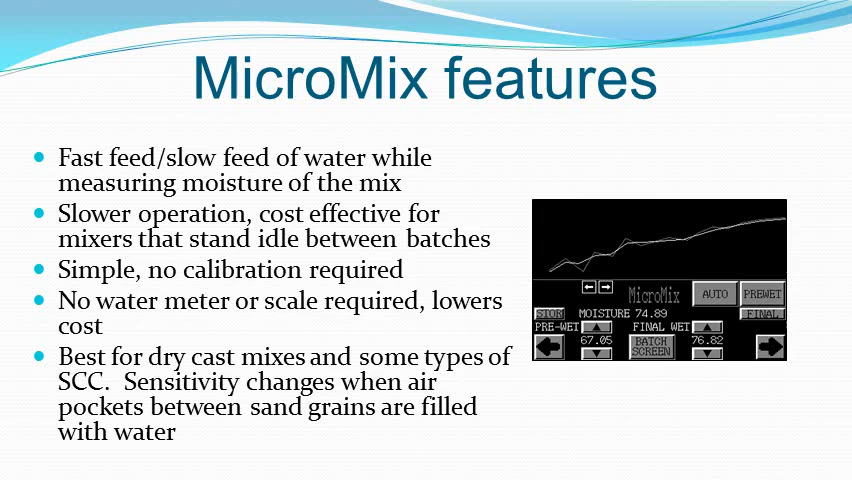 MicroMix features
Fast feed/slow feed of water while
measuring moisture of the mix
Slower operation, cost effective for
mixers that stand idle between batches
Simple, no calibration required
No water meter or scale required, lowers
cost
Best for dry cast mixes and some types of
SCC.  Sensitivity changes when air
pockets between sand grains are filled
with water
MicroMix
AUTO
PREWET
STOR
MOISTURE 74.89
FINAL
PRE-WET
FINAL WET
67.05
BATCH
SCREEN
76.82